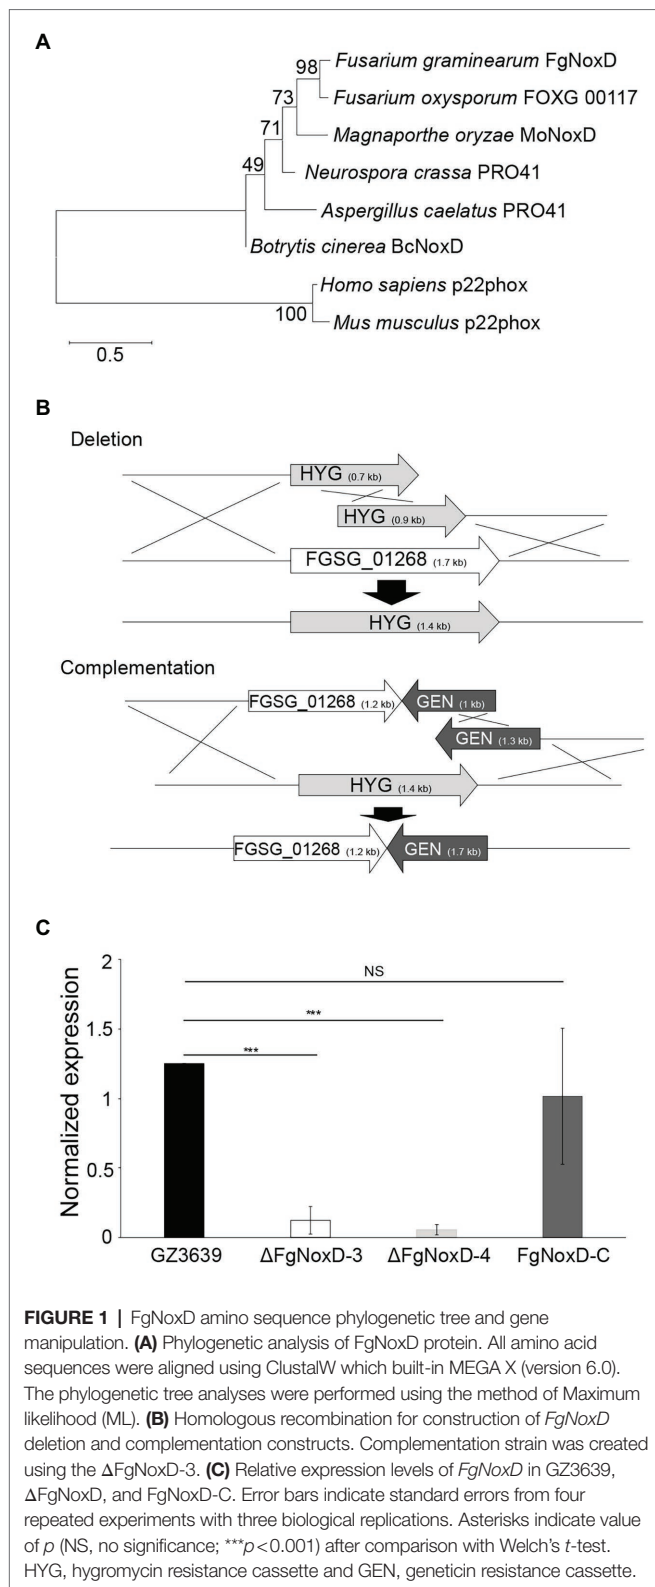 A
98
Fusarium graminearum FgNoxD
Fusarium oxysporum FOXG 00117
73
Magnaporthe oryzae MoNoxD
71
Neurospora crassa PRO41
49
Aspergillus caelatus PRO41
Botrytis cinerea BcNoxD
Homo sapiens p22phox
100
Mus musculus p22phox
0.5
B
Deletion
HYG (0.7 kb)
HYG (0.9 kb)
FGSG_01268 (1.7 kb)
HYG (1.4 kb)
Complementation
FGSG_01268 (1.2 kb)
GEN (1 kb)
GEN (1.3 kb)
HYG (1.4 kb)
FGSG_01268 (1.2 kb)
GEN (1.7 kb)
C
Normalized expression
2
1.5
1
0.5
0
NS
***
***
GZ3639
ΔFgNoxD-3
ΔFgNoxD-4
FgNoxD-C
FIGURE 1 | FgNoxD amino sequence phylogenetic tree and gene
manipulation. (A) Phylogenetic analysis of FgNoxD protein. All amino acid
sequences were aligned using ClustalW which built-in MEGA X (version 6.0).
The phylogenetic tree analyses were performed using the method of Maximum
likelihood (ML). (B) Homologous recombination for construction of FgNoxD
deletion and complementation constructs. Complementation strain was created
using the ΔFgNoxD-3. (C) Relative expression levels of FgNoxD in GZ3639,
ΔFgNoxD, and FgNoxD-C. Error bars indicate standard errors from four
repeated experiments with three biological replications. Asterisks indicate value
of p (NS, no significance; ***p<0.001) after comparison with Welch's t-test.
HYG, hygromycin resistance cassette and GEN, geneticin resistance cassette.